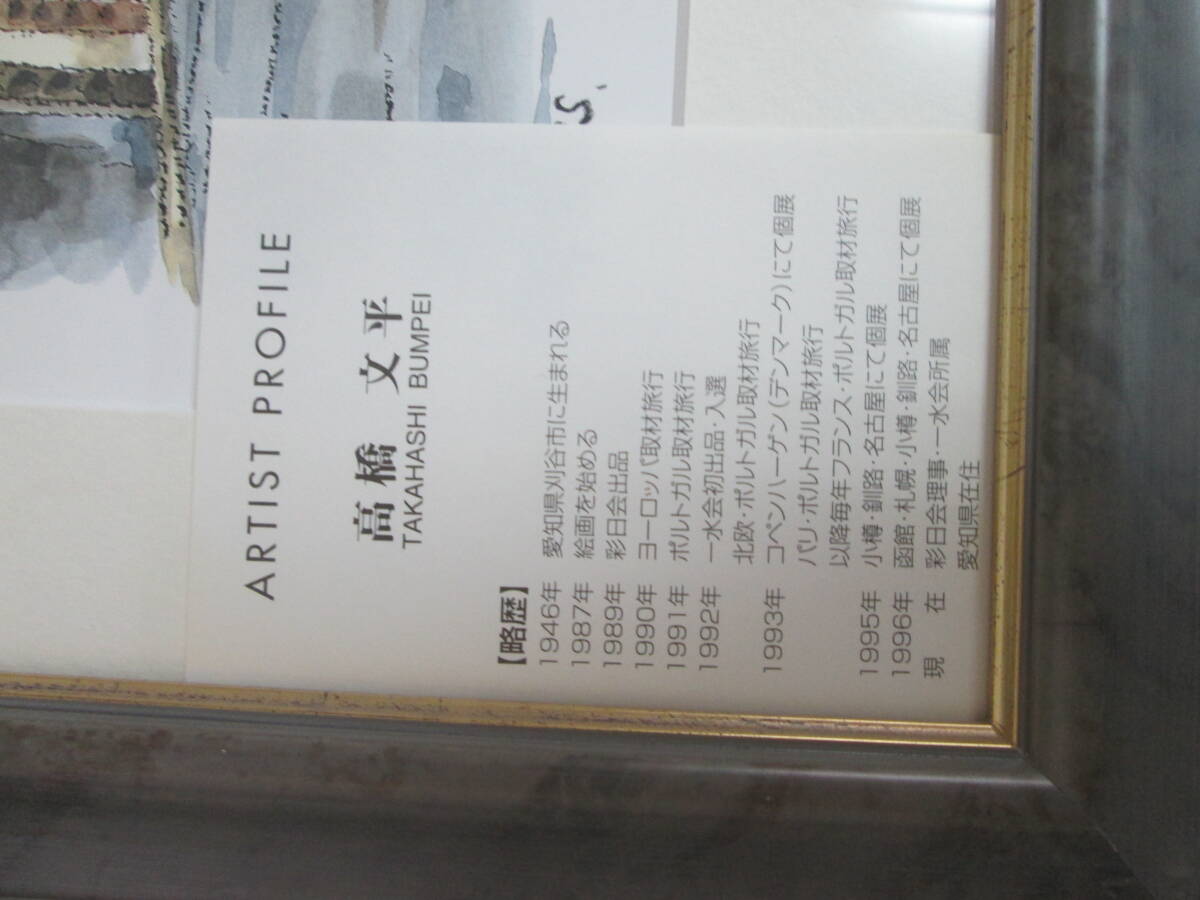 S.
ARTIST PROFILE
高橋 文平
TAKAHASHI BUMPEI
【略歴】
1946年 愛知県刈谷市に生まれる
1987年 絵画を始める
1989年 彩日会出品
1990年 ヨーロッパ取材旅行
1991年 ポルトガル取材旅行
1992年 一水会初出品・入選
北欧・ポルトガル取材旅行
1993年 コペンハーゲン(デンマーク)にて個展
パリ・ポルトガル取材旅行
以降毎年フランス・ポルトガル取材旅行
1995年 小樽・釧路・名古屋にて個展
1996年 函館・札幌・小樽・釧路・名古屋にて個展
現 在 彩日会理事・一水会所属
愛知県在住